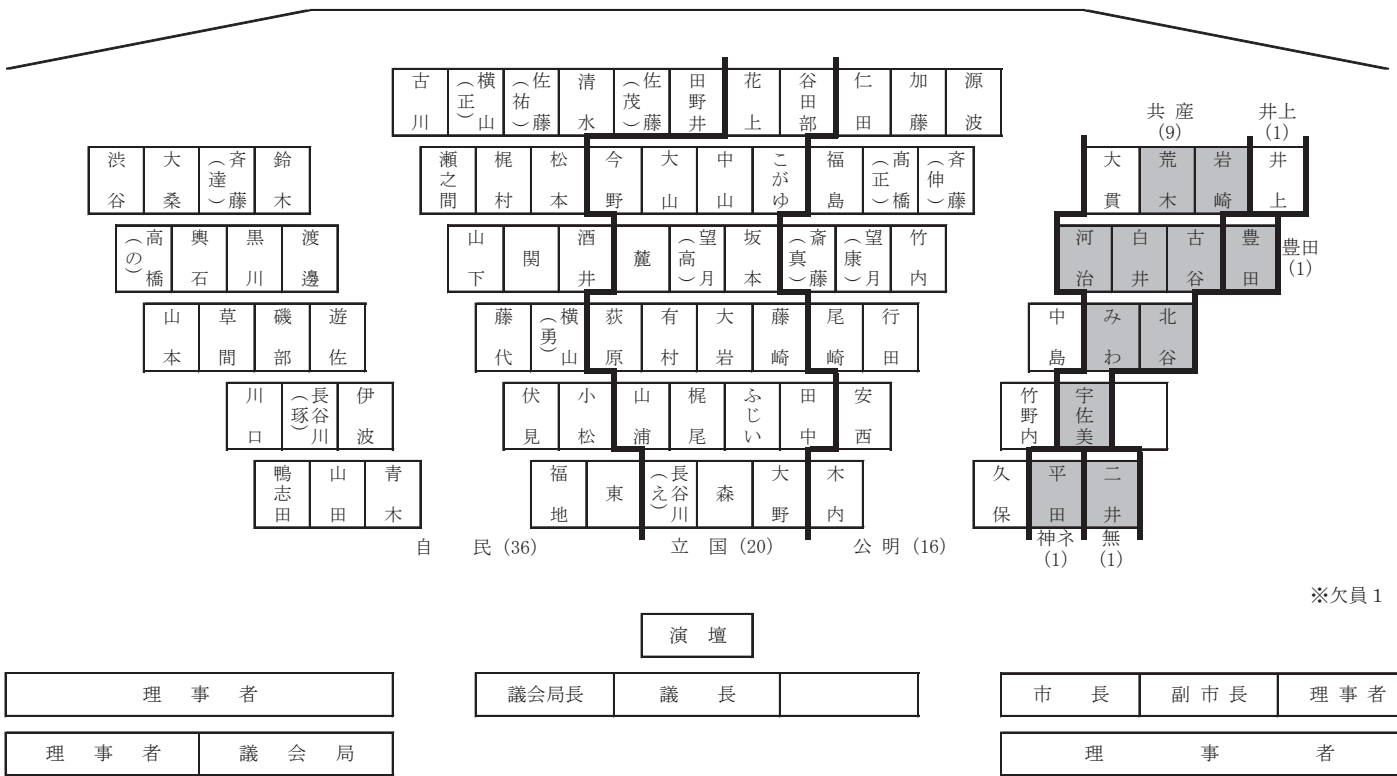 古川 横山(正) 佐藤(祐) 清水 佐藤(茂) 田野井 花上 谷田部 仁田 加藤 源波
共産(9) 井上(1)
渋谷 大桑 斉藤(達) 鈴木 瀬之間 梶村 松本 今野 大山 中山 こがゆ 福島 髙橋(正) 斉藤(伸) 大貫 荒木 岩崎 井上
高橋(の) 輿石 黒川 渡邊 山下 関 酒井 麓 望月(高) 坂本 斎藤(真) 望月(康) 竹内 河治 白井 古谷 豊田 豊田(1)
山本 草間 磯部 遊佐 藤代 横山(勇) 荻原 有村 大岩 藤崎 尾崎 行田 中島 みわ 北谷
川口 長谷川(琢) 伊波 伏見 小松 山浦 梶尾 ふじい 田中 安西 竹野内 宇佐美
鴨志田 山田 青木 福地 東 長谷川(え) 森 大野 木内 久保 平田 二井
自民(36) 立国(20) 公明(16) 神ネ(1) 無(1)
※欠員1
演壇
理事者 議会局長 議長 市長 副市長 理事者
理事者 議会局 理事者